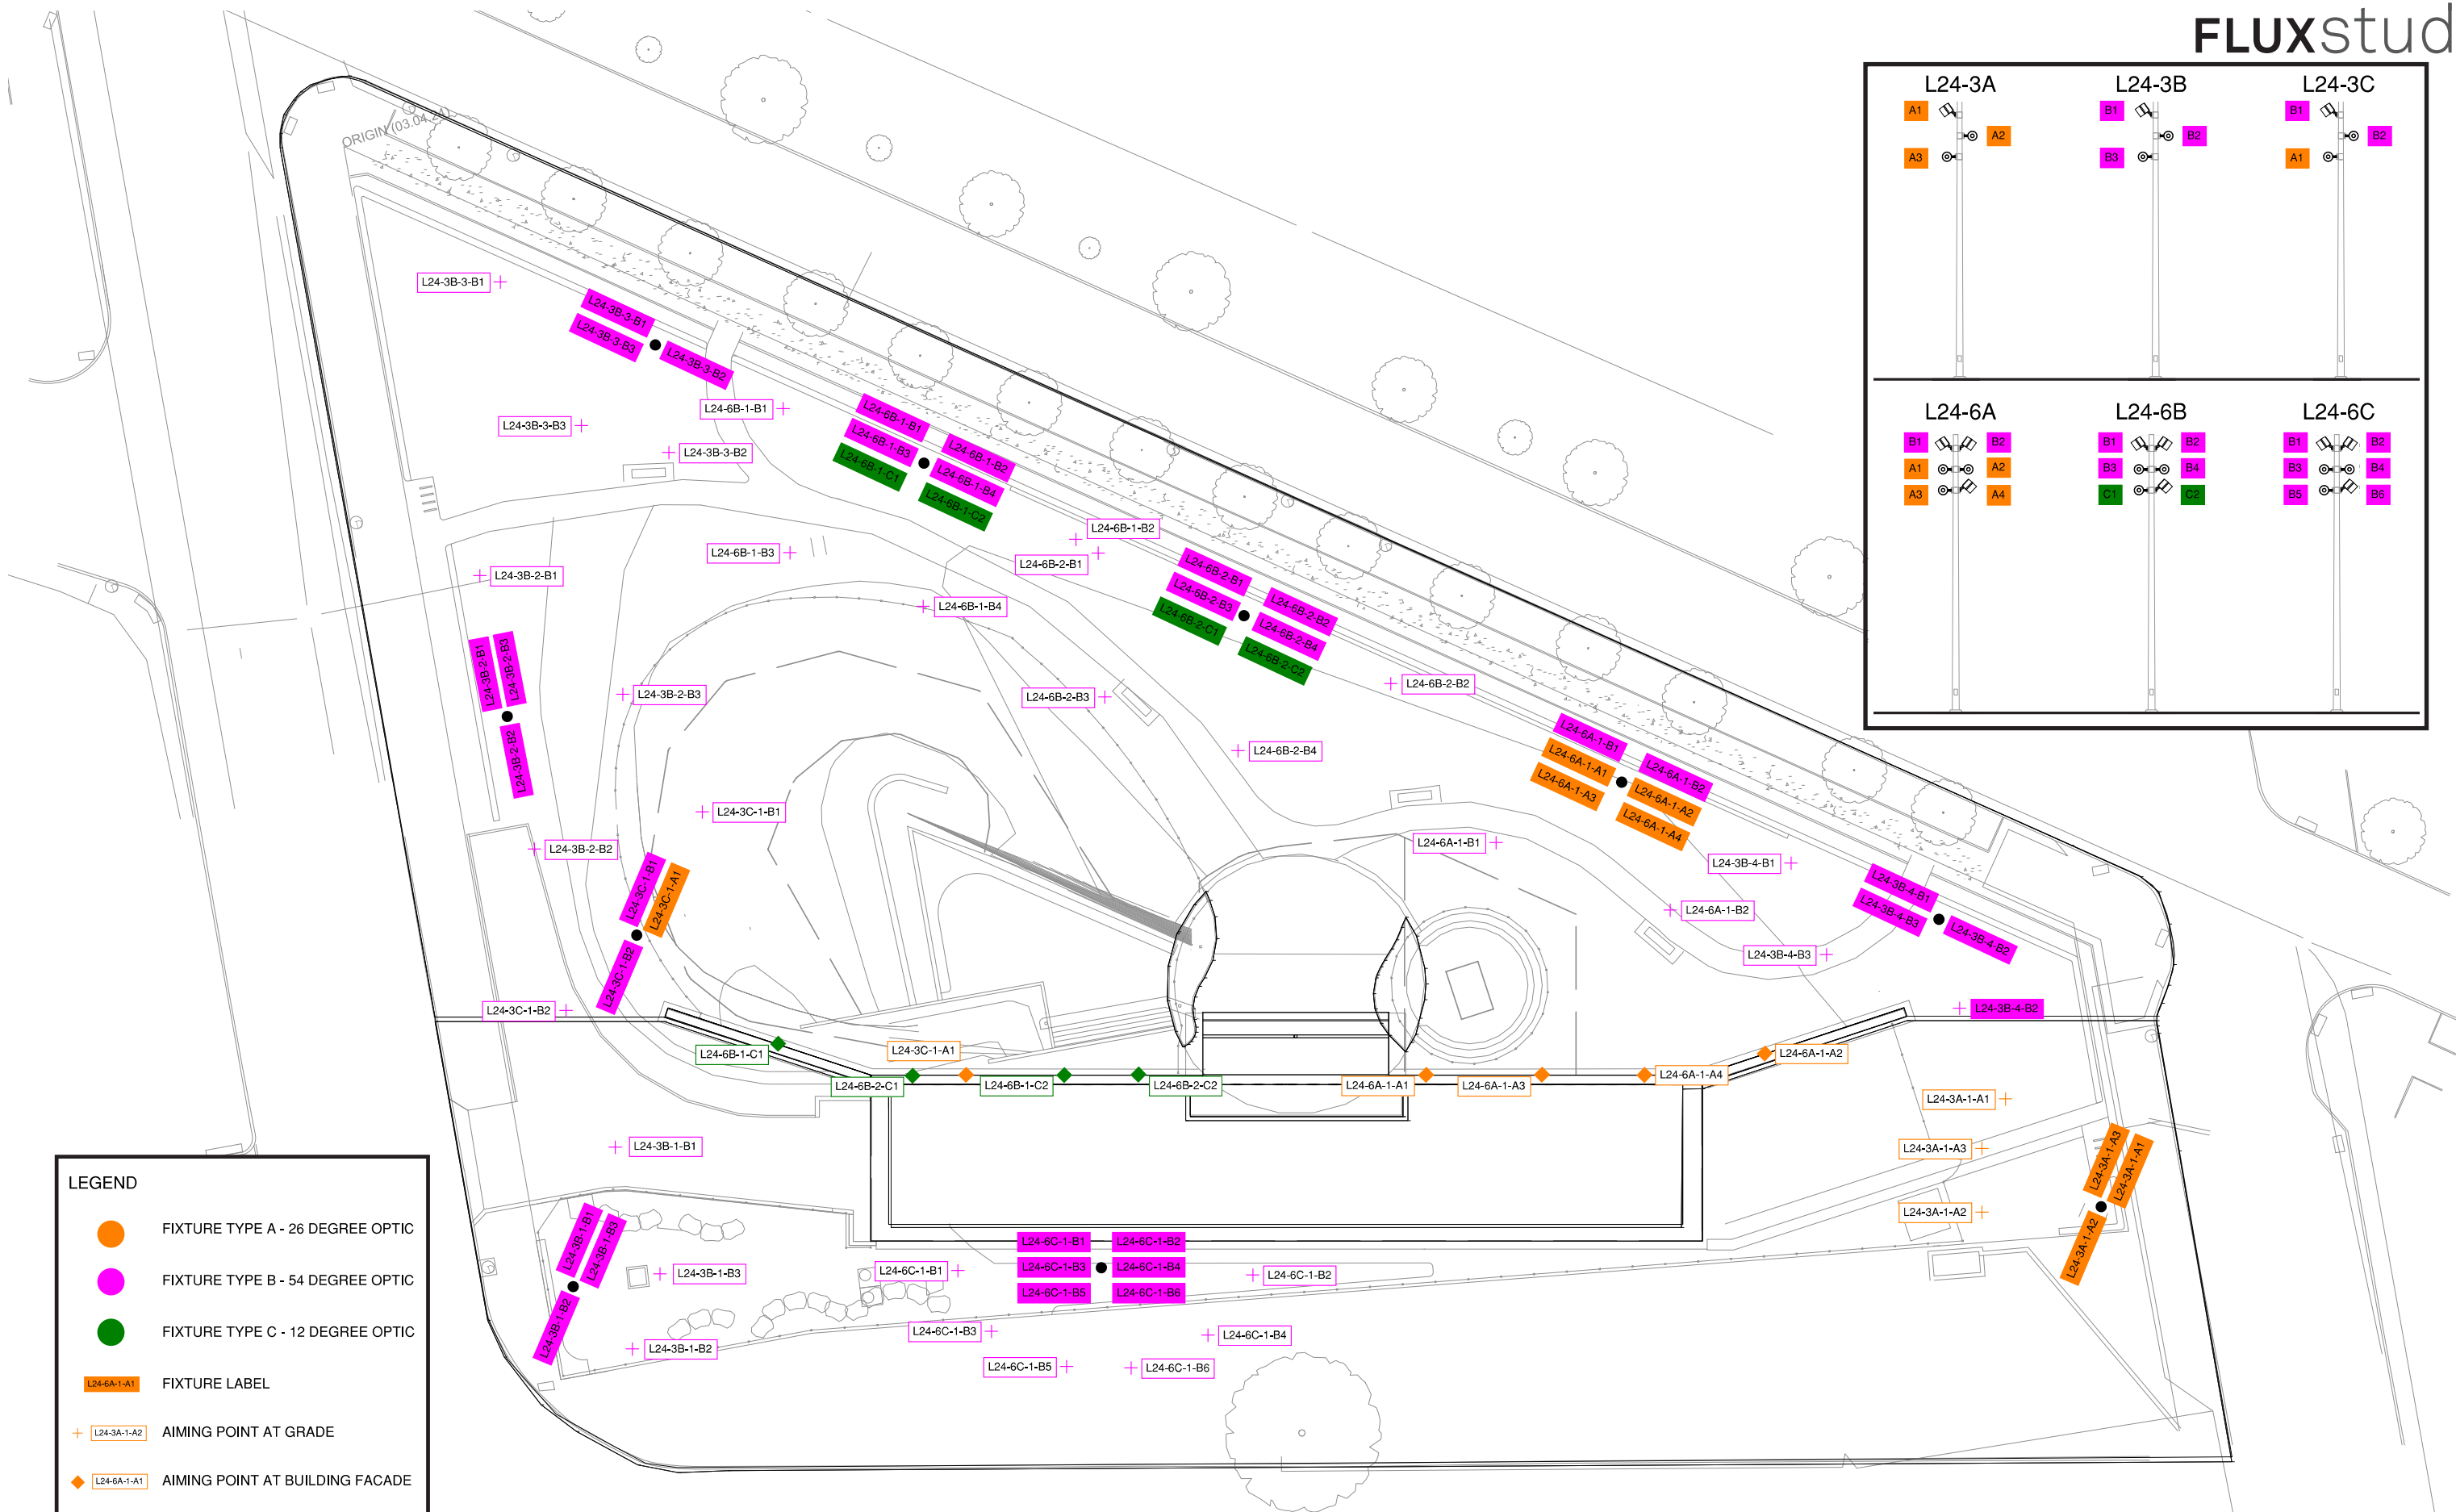 FLUXstud
L24-3A
L24-3B
L24-3C
A1
A2
A3
B1
B2
B3
B1
B2
A1
L24-6A
L24-6B
L24-6C
B1
B2
A1
A2
A3
A4
B1
B2
B3
B4
C1
C2
B1
B2
B3
B4
B5
B6
ORIGIN (03.04.24)
L24-3B-3-B1
L24-3B-3-B1
L24-3B-3-B3
L24-3B-3-B2
L24-3B-3-B3
L24-6B-1-B1
L24-3B-3-B2
L24-6B-1-B1
L24-6B-1-B3
L24-6B-1-C1
L24-6B-1-B2
L24-6B-1-B4
L24-6B-1-C2
L24-6B-1-B2
L24-6B-1-B3
L24-6B-2-B1
L24-3B-2-B1
L24-6B-1-B4
L24-6B-2-B1
L24-6B-2-B3
L24-6B-2-C1
L24-6B-2-B2
L24-6B-2-B4
L24-6B-2-C2
L24-3B-2-B1
L24-3B-2-B3
L24-3B-2-B2
L24-3B-2-B3
L24-6B-2-B3
L24-6B-2-B2
L24-6B-2-B4
L24-6A-1-B1
L24-6A-1-A1
L24-6A-1-A3
L24-6A-1-B2
L24-6A-1-A2
L24-6A-1-A4
L24-3C-1-B1
L24-3B-2-B2
L24-6A-1-B1
L24-3B-4-B1
L24-3C-1-B1
L24-3C-1-A1
L24-3C-1-B2
L24-6A-1-B2
L24-3B-4-B1
L24-3B-4-B3
L24-3B-4-B2
L24-3B-4-B3
L24-3C-1-B2
L24-3B-4-B2
L24-6B-1-C1
L24-3C-1-A1
L24-6A-1-A2
L24-6B-2-C1
L24-6B-1-C2
L24-6B-2-C2
L24-6A-1-A1
L24-6A-1-A3
L24-6A-1-A4
L24-3A-1-A1
L24-3B-1-B1
L24-3A-1-A3
L24-3A-1-A3
L24-3A-1-A1
L24-3A-1-A2
L24-3A-1-A2
L24-3B-1-B1
L24-3B-1-B3
L24-3B-1-B2
L24-6C-1-B1
L24-6C-1-B2
L24-6C-1-B3
L24-6C-1-B4
L24-6C-1-B5
L24-6C-1-B6
L24-3B-1-B3
L24-6C-1-B1
L24-6C-1-B2
L24-6C-1-B3
L24-6C-1-B4
L24-3B-1-B2
L24-6C-1-B5
L24-6C-1-B6
LEGEND
FIXTURE TYPE A - 26 DEGREE OPTIC
FIXTURE TYPE B - 54 DEGREE OPTIC
FIXTURE TYPE C - 12 DEGREE OPTIC
L24-6A-1-A1 FIXTURE LABEL
L24-3A-1-A2 AIMING POINT AT GRADE
L24-6A-1-A1 AIMING POINT AT BUILDING FACADE